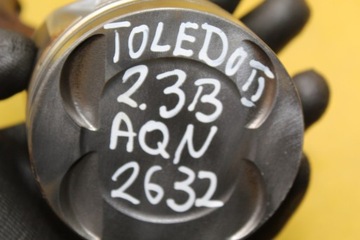 TOLEDO II
2.3B
AQN
2632